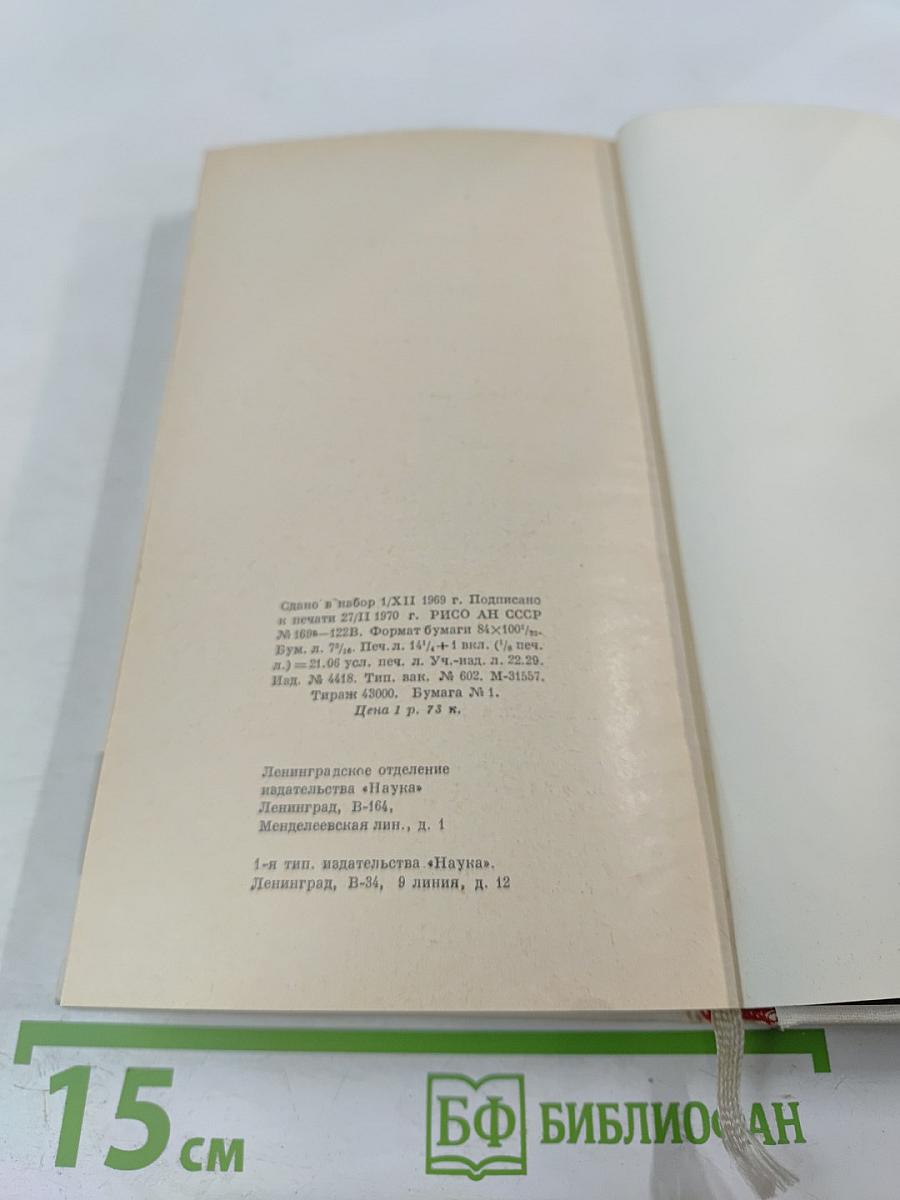 Сдано в набор 1/XII 1969 г. Подписано
к печати 27/II 1970 г. РИСО АН СССР
№ 169в—122В. Формат бумаги 84×100¹/₃₂.
Бум. л. 7³/₁₆. Печ. л. 14¹/₄+1 вкл. (¹/₈ печ.
л.)=21.06 усл. печ. л. Уч.-изд. л. 22.29.
Изд. № 4418. Тип. зак. № 602. М-31557.
Тираж 43000. Бумага № 1.
Цена 1 р. 73 к.
Ленинградское отделение
издательства «Наука»
Ленинград, В-164,
Менделеевская лин., д. 1
1-я тип. издательства «Наука».
Ленинград, В-34, 9 линия, д. 12
15 см
БФ БИБЛИОФАН